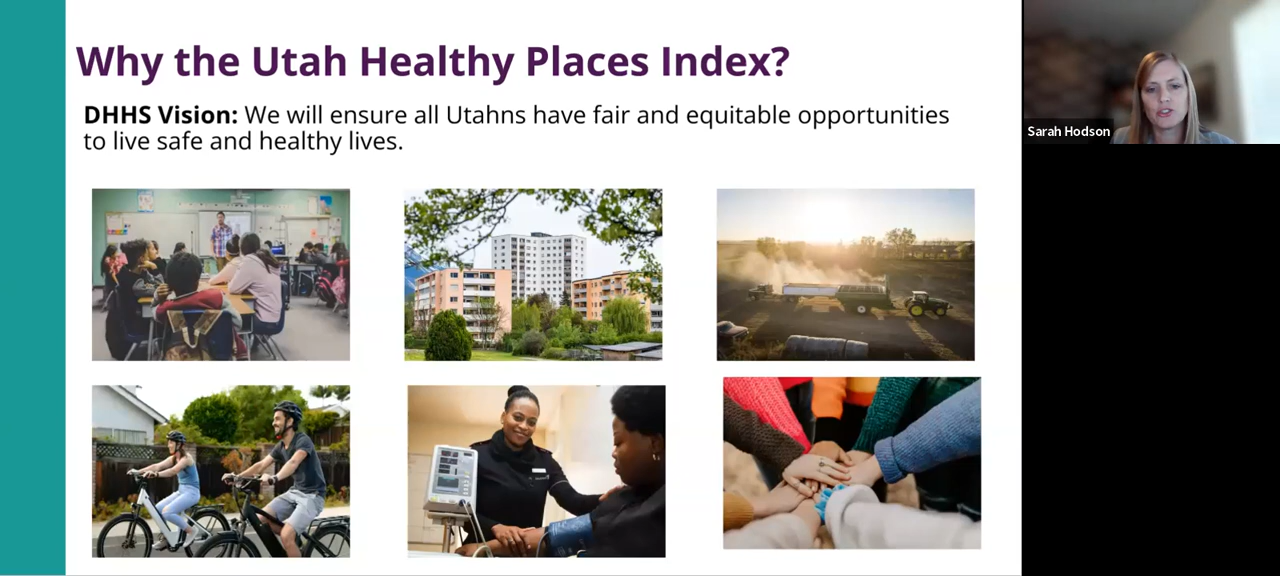 Why the Utah Healthy Places Index?
DHHS Vision: We will ensure all Utahns have fair and equitable opportunities
to live safe and healthy lives.
Sarah Hodson